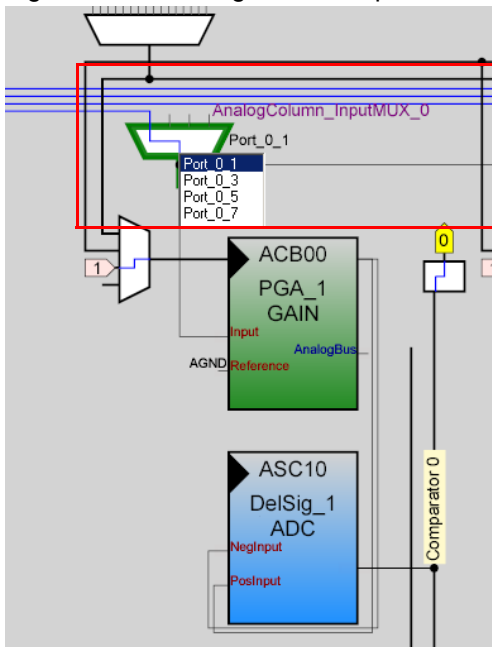 AnalogColumn_InputMUX_0
Port_0_1
Port_0_1
Port_0_3
Port_0_5
Port_0_7
0
1
ACB00
PGA_1
GAIN
Input
AnalogBus
AGND
Reference
ASC10
DelSig_1
ADC
NegInput
PosInput
Comparator 0